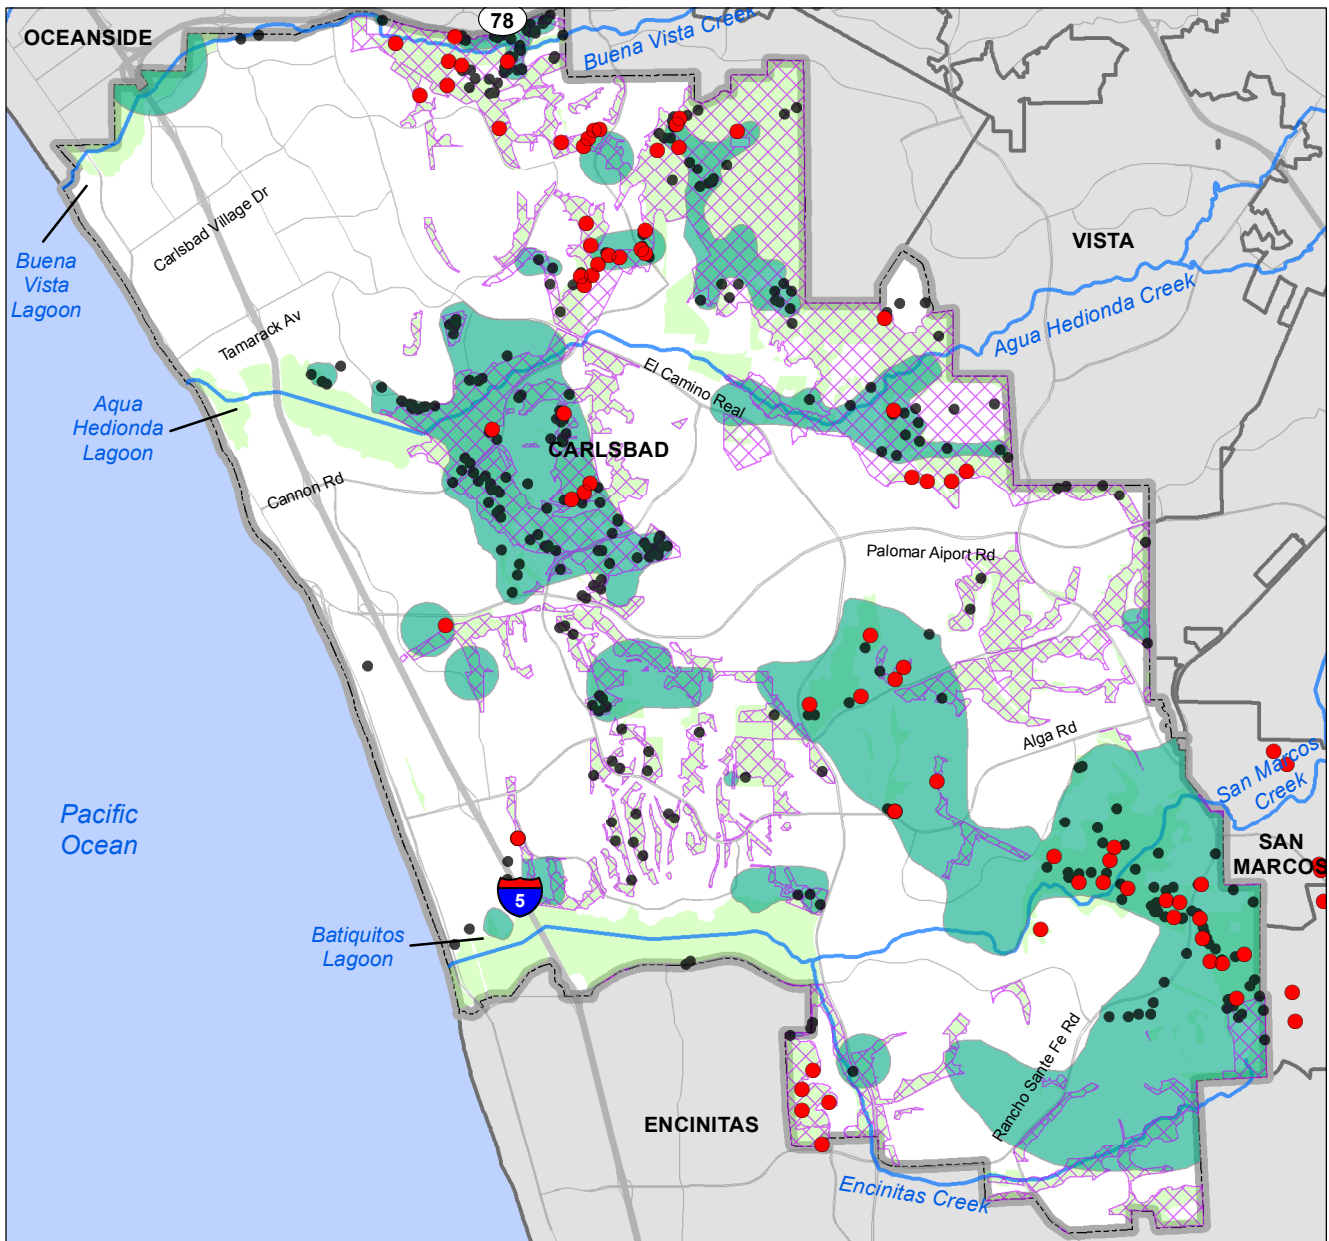 78
OCEANSIDE
Buena Vista Creek
Carlsbad Village Dr
VISTA
Buena
Vista
Lagoon
Agua Hedionda Creek
Tamarack Av
El Camino Real
Aqua
Hedionda
Lagoon
CARLSBAD
Cannon Rd
Palomar Aiport Rd
Alga Rd
San Marcos
Creek
Pacific
Ocean
SAN
MARCOS
5
Batiquitos
Lagoon
Rancho Sante Fe Rd
ENCINITAS
Encinitas Creek